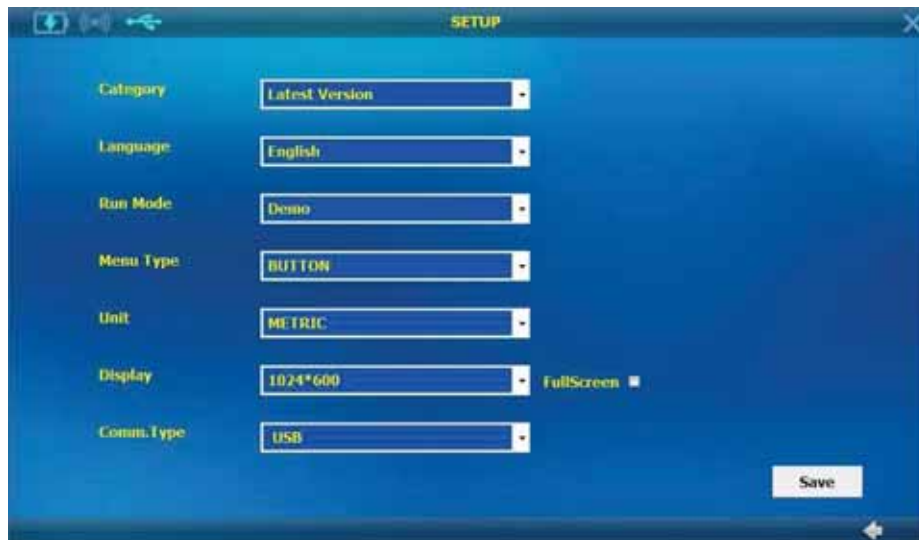 SETUP
Category
Latest Version
Language
English
Run Mode
Demo
Menu Type
BUTTON
Unit
METRIC
Display
1024*600
FullScreen
Comm.Type
USB
Save